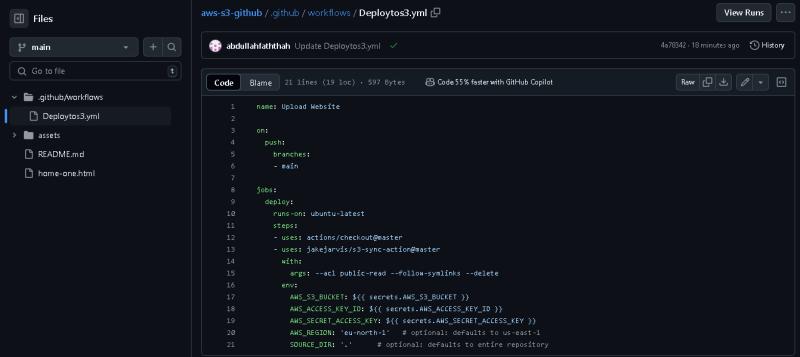 Files
aws-s3-github / .github / workflows / Deploytos3.yml
View Runs
main
Go to file
t
.github/workflows
Deploytos3.yml
assets
README.md
home-one.html
abdullahfaththah Update Deploytos3.yml
4a78342 · 18 minutes ago
History
Code Blame 21 lines (19 loc) · 597 Bytes
Code 55% faster with GitHub Copilot
Raw
1 name: Upload Website
2
3 on:
4 push:
5 branches:
6 - main
7
8 jobs:
9 deploy:
10 runs-on: ubuntu-latest
11 steps:
12 - uses: actions/checkout@master
13 - uses: jakejarvis/s3-sync-action@master
14 with:
15 args: --acl public-read --follow-symlinks --delete
16 env:
17 AWS_S3_BUCKET: ${{ secrets.AWS_S3_BUCKET }}
18 AWS_ACCESS_KEY_ID: ${{ secrets.AWS_ACCESS_KEY_ID }}
19 AWS_SECRET_ACCESS_KEY: ${{ secrets.AWS_SECRET_ACCESS_KEY }}
20 AWS_REGION: 'eu-north-1' # optional: defaults to us-east-1
21 SOURCE_DIR: '.' # optional: defaults to entire repository